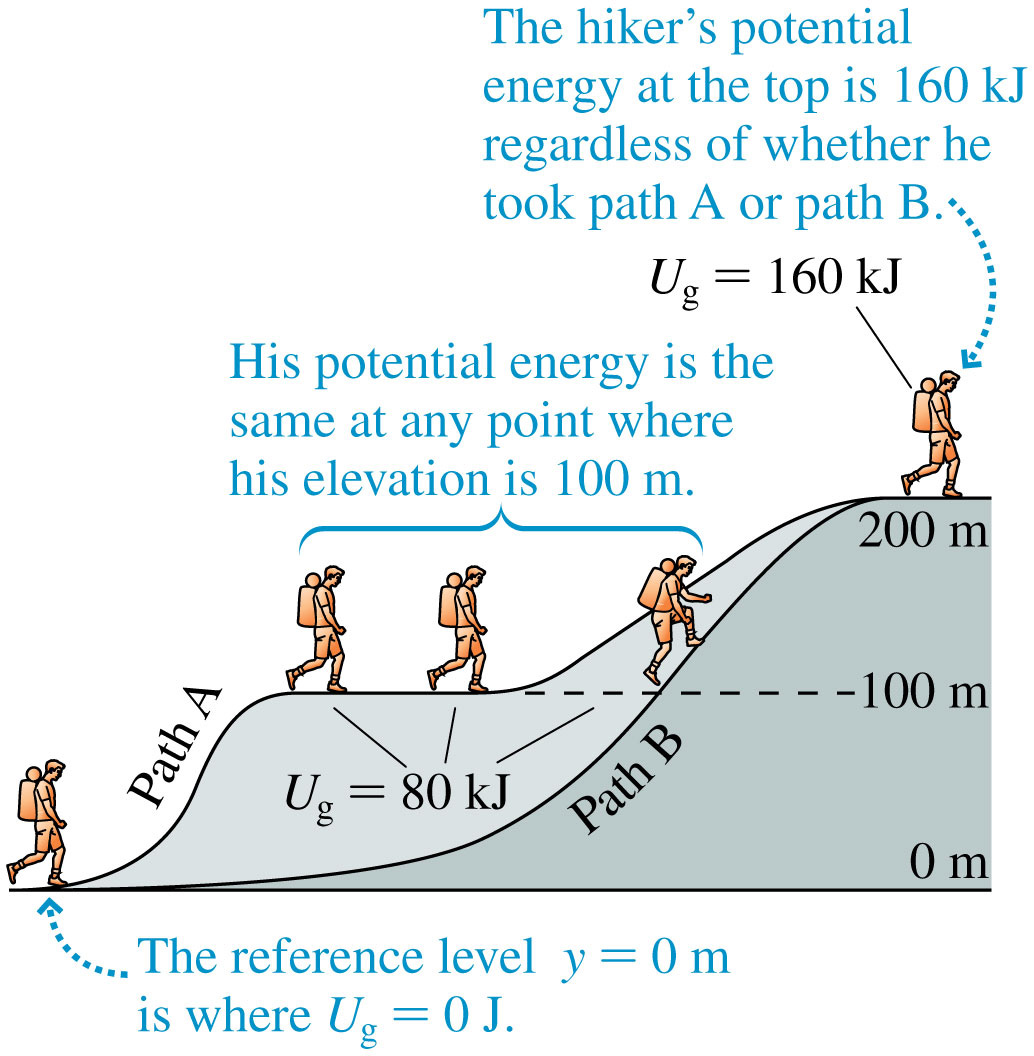 The hiker's potential
energy at the top is 160 kJ
regardless of whether he
took path A or path B.
U_g = 160 kJ
His potential energy is the
same at any point where
his elevation is 100 m.
200 m
100 m
Path A
Path B
U_g = 80 kJ
0 m
The reference level y = 0 m
is where U_g = 0 J.